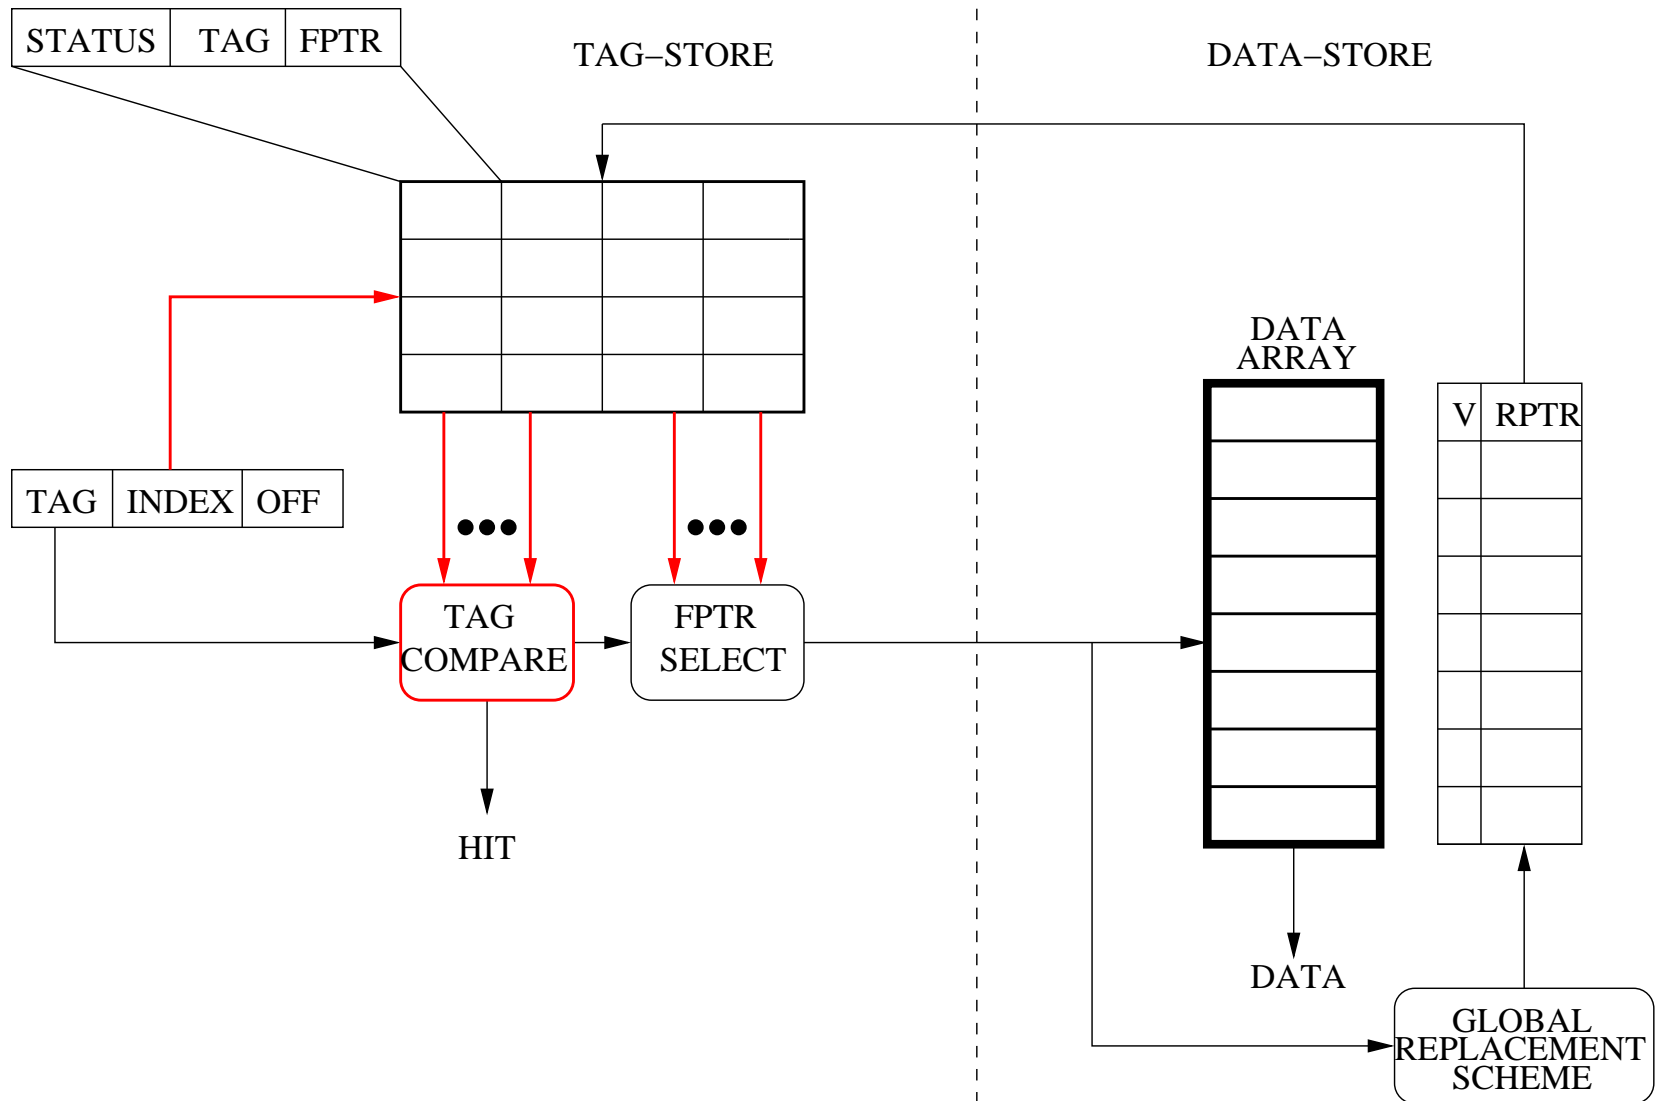 STATUS TAG FPTR
TAG–STORE
DATA–STORE
DATA
ARRAY
V RPTR
TAG INDEX OFF
TAG
COMPARE
FPTR
SELECT
HIT
DATA
GLOBAL
REPLACEMENT
SCHEME